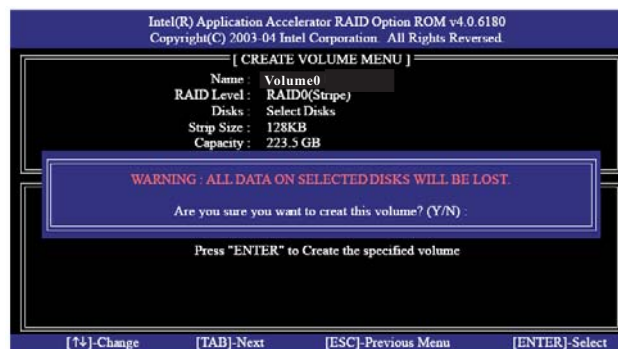 Intel(R) Application Accelerator RAID Option ROM v4.0.6180
Copyright(C) 2003-04 Intel Corporation. All Rights Reversed.
[ CREATE VOLUME MENU ]
Name : Volume0
RAID Level : RAID0(Stripe)
Disks : Select Disks
Strip Size : 128KB
Capacity : 223.5 GB
WARNING : ALL DATA ON SELECTED DISKS WILL BE LOST.
Are you sure you want to creat this volume? (Y/N) :
Press "ENTER" to Create the specified volume
[↑↓]-Change [TAB]-Next [ESC]-Previous Menu [ENTER]-Select